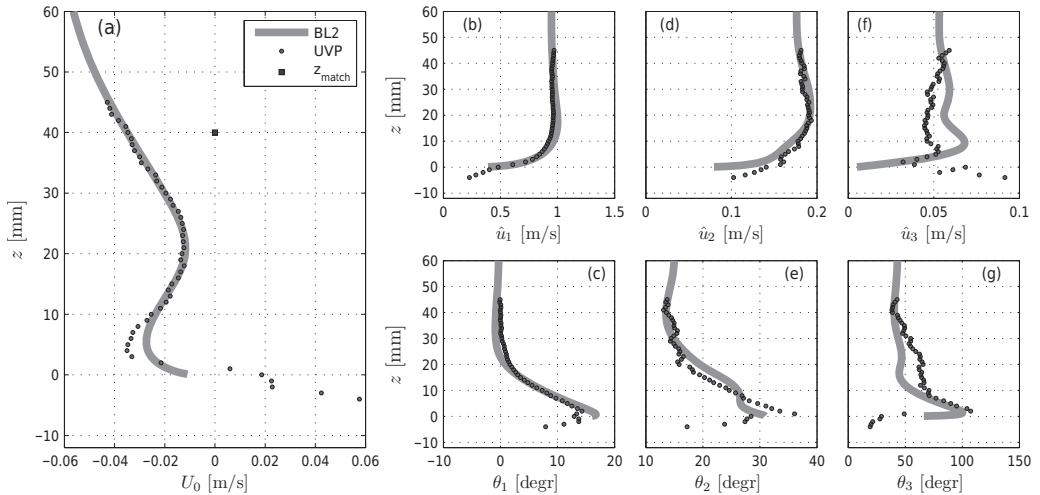 (a)
BL2
UVP
z_match
60
50
40
30
20
10
0
−10
z [mm]
−0.06 −0.04 −0.02 0 0.02 0.04 0.06
U_0 [m/s]
(b)
60
50
40
30
20
10
0
−10
z [mm]
0 0.5 1 1.5
û_1 [m/s]
(d)
0 0.1 0.2
û_2 [m/s]
(f)
0 0.05 0.1
û_3 [m/s]
(c)
60
50
40
30
20
10
0
−10
z [mm]
−10 0 10 20
θ_1 [degr]
(e)
10 20 30 40
θ_2 [degr]
(g)
0 50 100 150
θ_3 [degr]